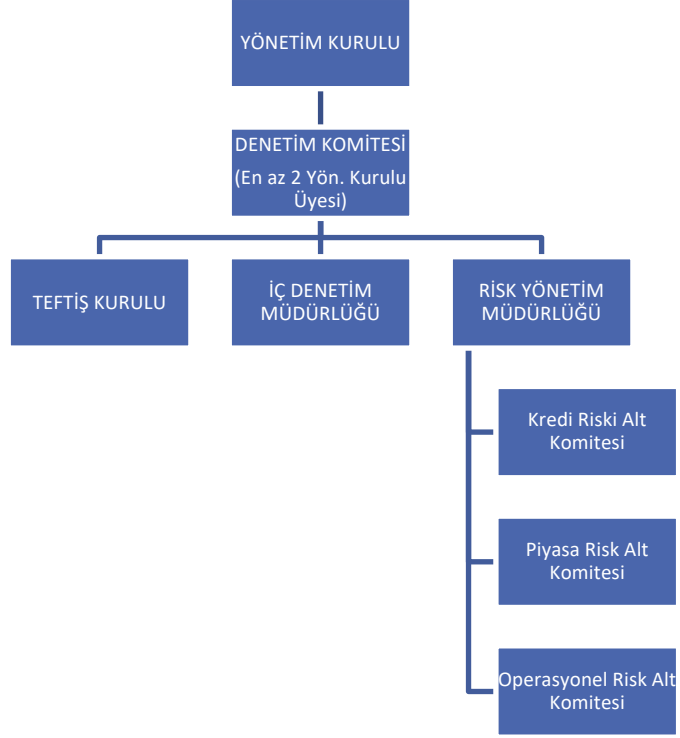 YÖNETİM KURULU
DENETİM KOMİTESİ
(En az 2 Yön. Kurulu
Üyesi)
TEFTİŞ KURULU
İÇ DENETİM
MÜDÜRLÜĞÜ
RİSK YÖNETİM
MÜDÜRLÜĞÜ
Kredi Riski Alt
Komitesi
Piyasa Risk Alt
Komitesi
Operasyonel Risk Alt
Komitesi